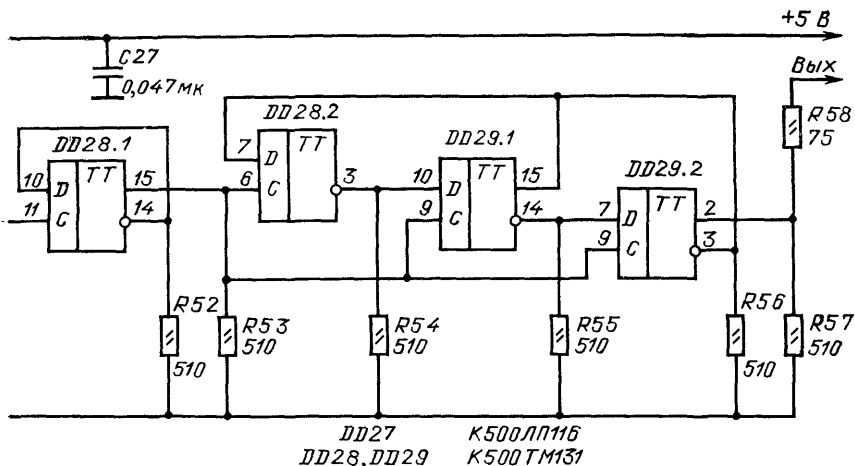 +5 В
C27
0,047мк
Вых
R58
75
DD28.2
7 D TT
6 C 3
DD29.1
10 D TT 15
9 C 14
DD28.1
10 D TT 15
11 C 14
DD29.2
7 D TT 2
9 C 3
R52
510
R53
510
R54
510
R55
510
R56
510
R57
510
DD27 К500ЛП116
DD28, DD29 К500ТМ131